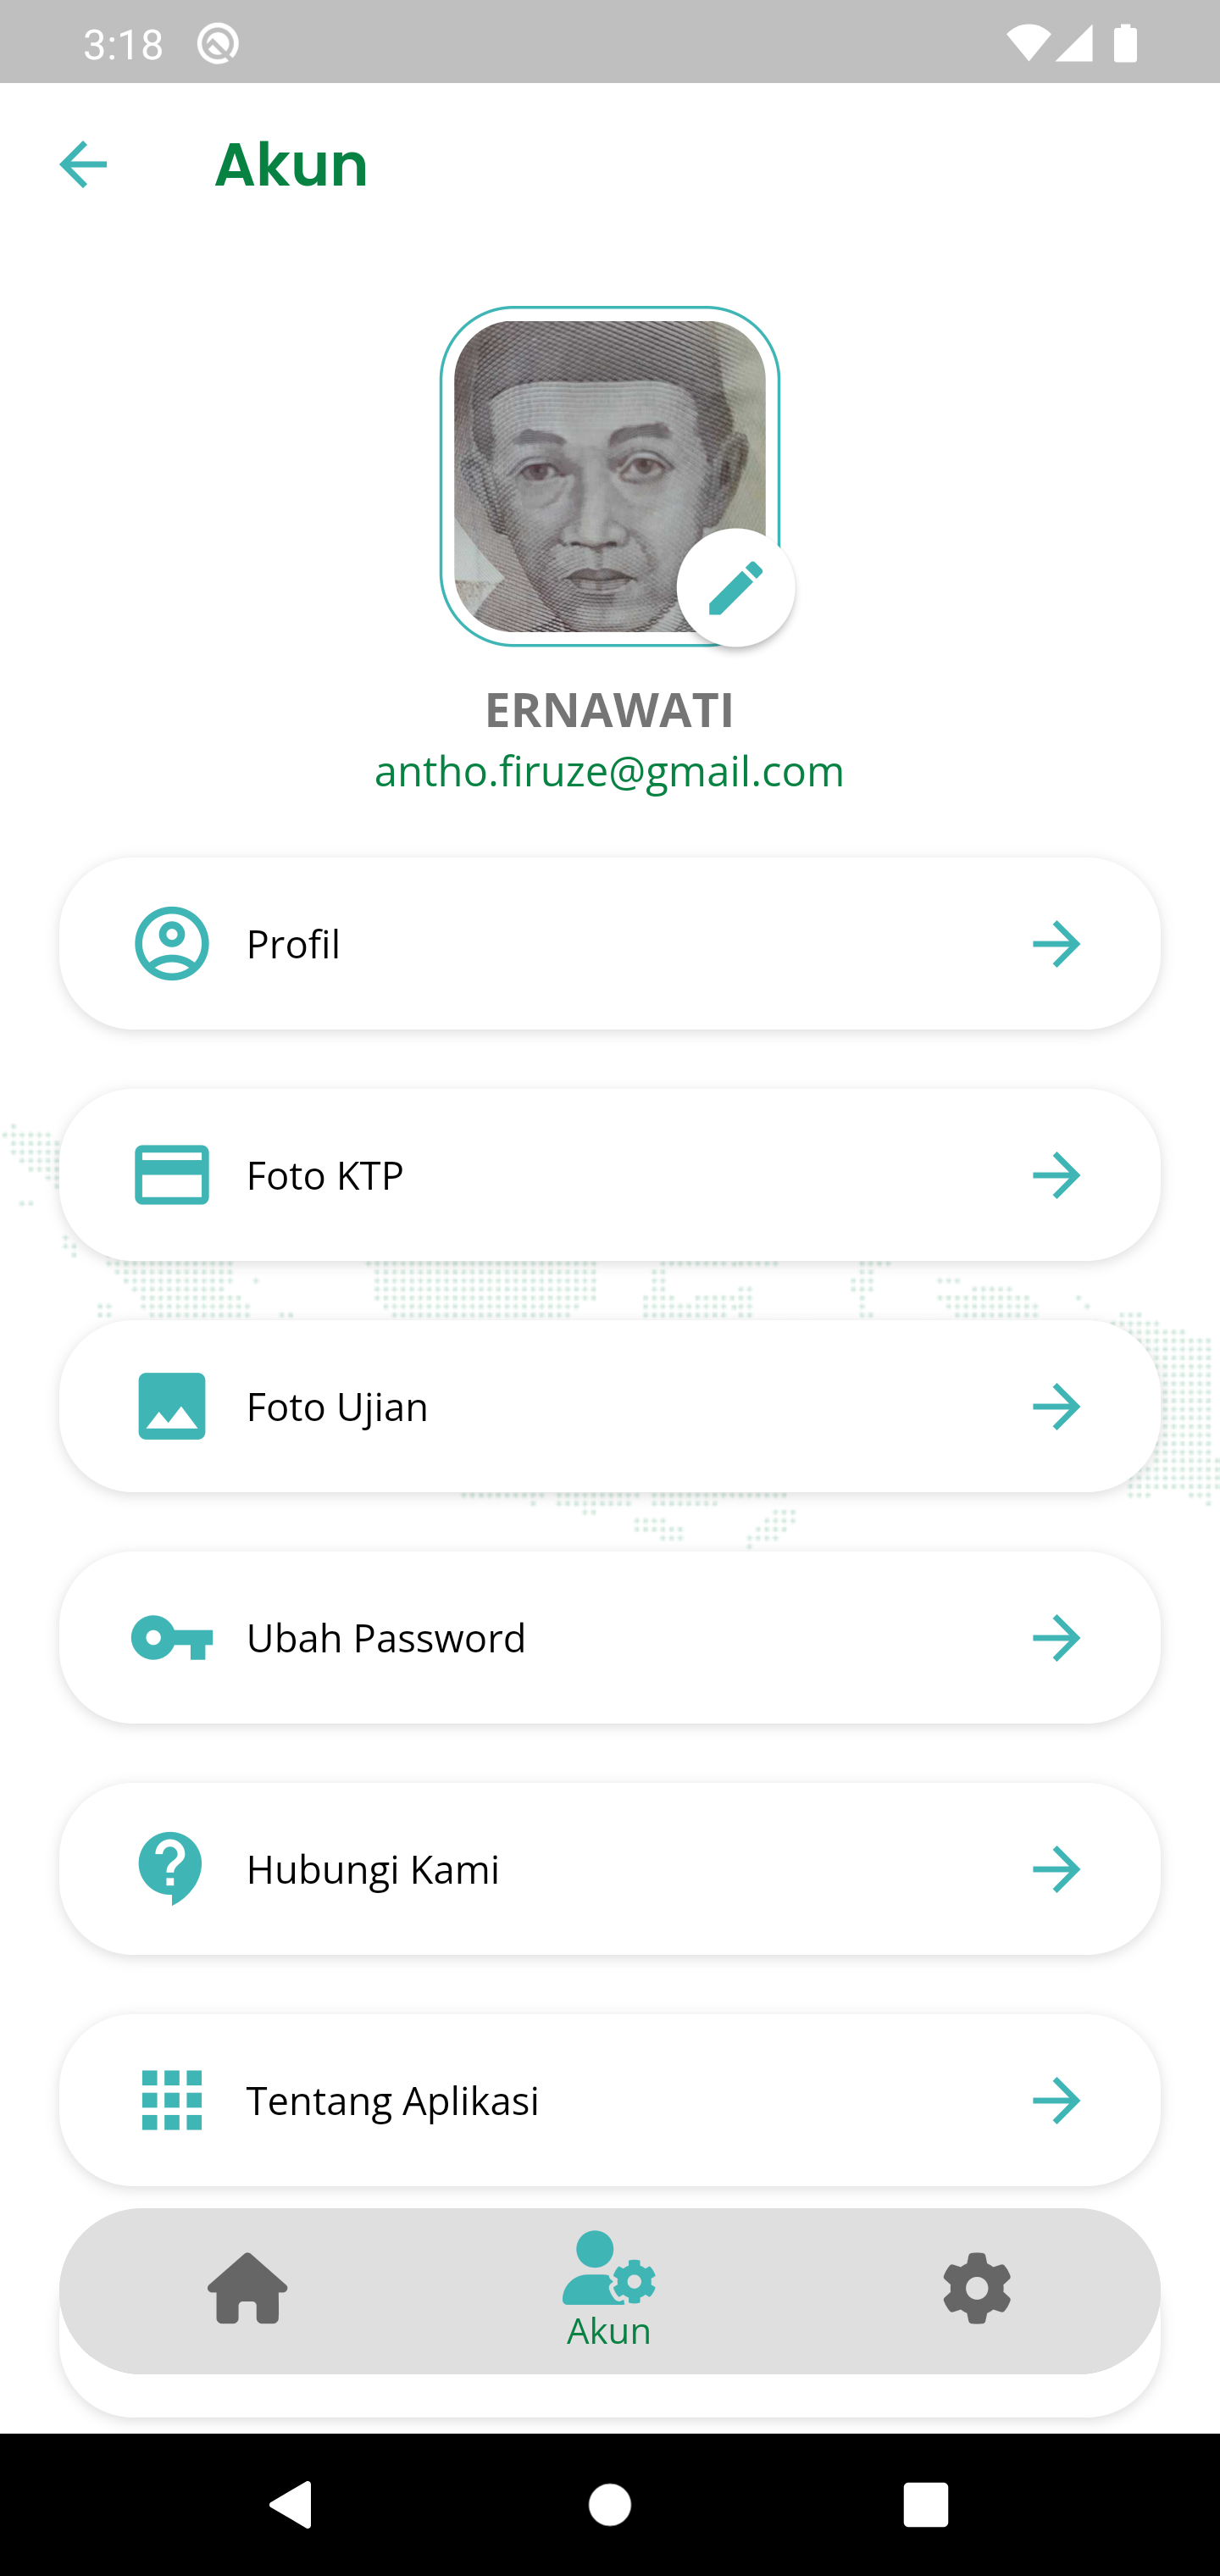 3:18
Akun
ERNAWATI
antho.firuze@gmail.com
Profil
Foto KTP
Foto Ujian
Ubah Password
Hubungi Kami
Tentang Aplikasi
Akun